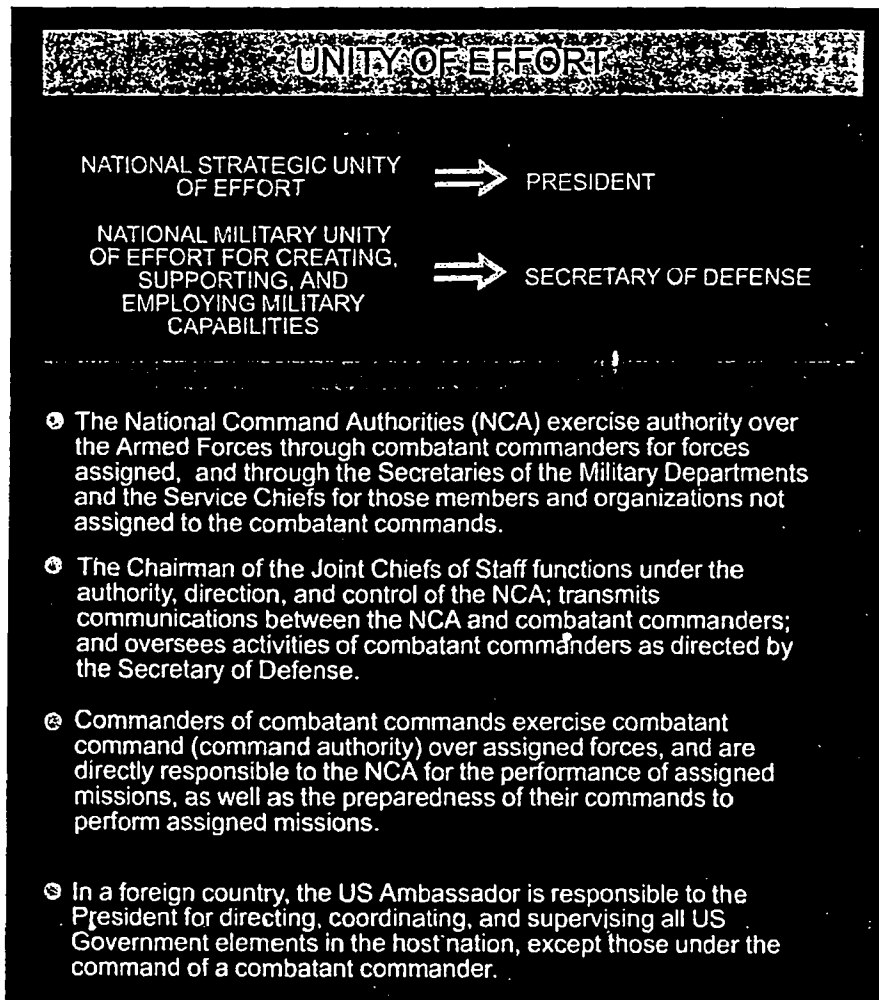 UNITY OF EFFORT
NATIONAL STRATEGIC UNITY
OF EFFORT
PRESIDENT
NATIONAL MILITARY UNITY
OF EFFORT FOR CREATING,
SUPPORTING, AND
EMPLOYING MILITARY
CAPABILITIES
SECRETARY OF DEFENSE
The National Command Authorities (NCA) exercise authority over
the Armed Forces through combatant commanders for forces
assigned, and through the Secretaries of the Military Departments
and the Service Chiefs for those members and organizations not
assigned to the combatant commands.
The Chairman of the Joint Chiefs of Staff functions under the
authority, direction, and control of the NCA; transmits
communications between the NCA and combatant commanders;
and oversees activities of combatant commanders as directed by
the Secretary of Defense.
Commanders of combatant commands exercise combatant
command (command authority) over assigned forces, and are
directly responsible to the NCA for the performance of assigned
missions, as well as the preparedness of their commands to
perform assigned missions.
In a foreign country, the US Ambassador is responsible to the
President for directing, coordinating, and supervising all US
Government elements in the host nation, except those under the
command of a combatant commander.